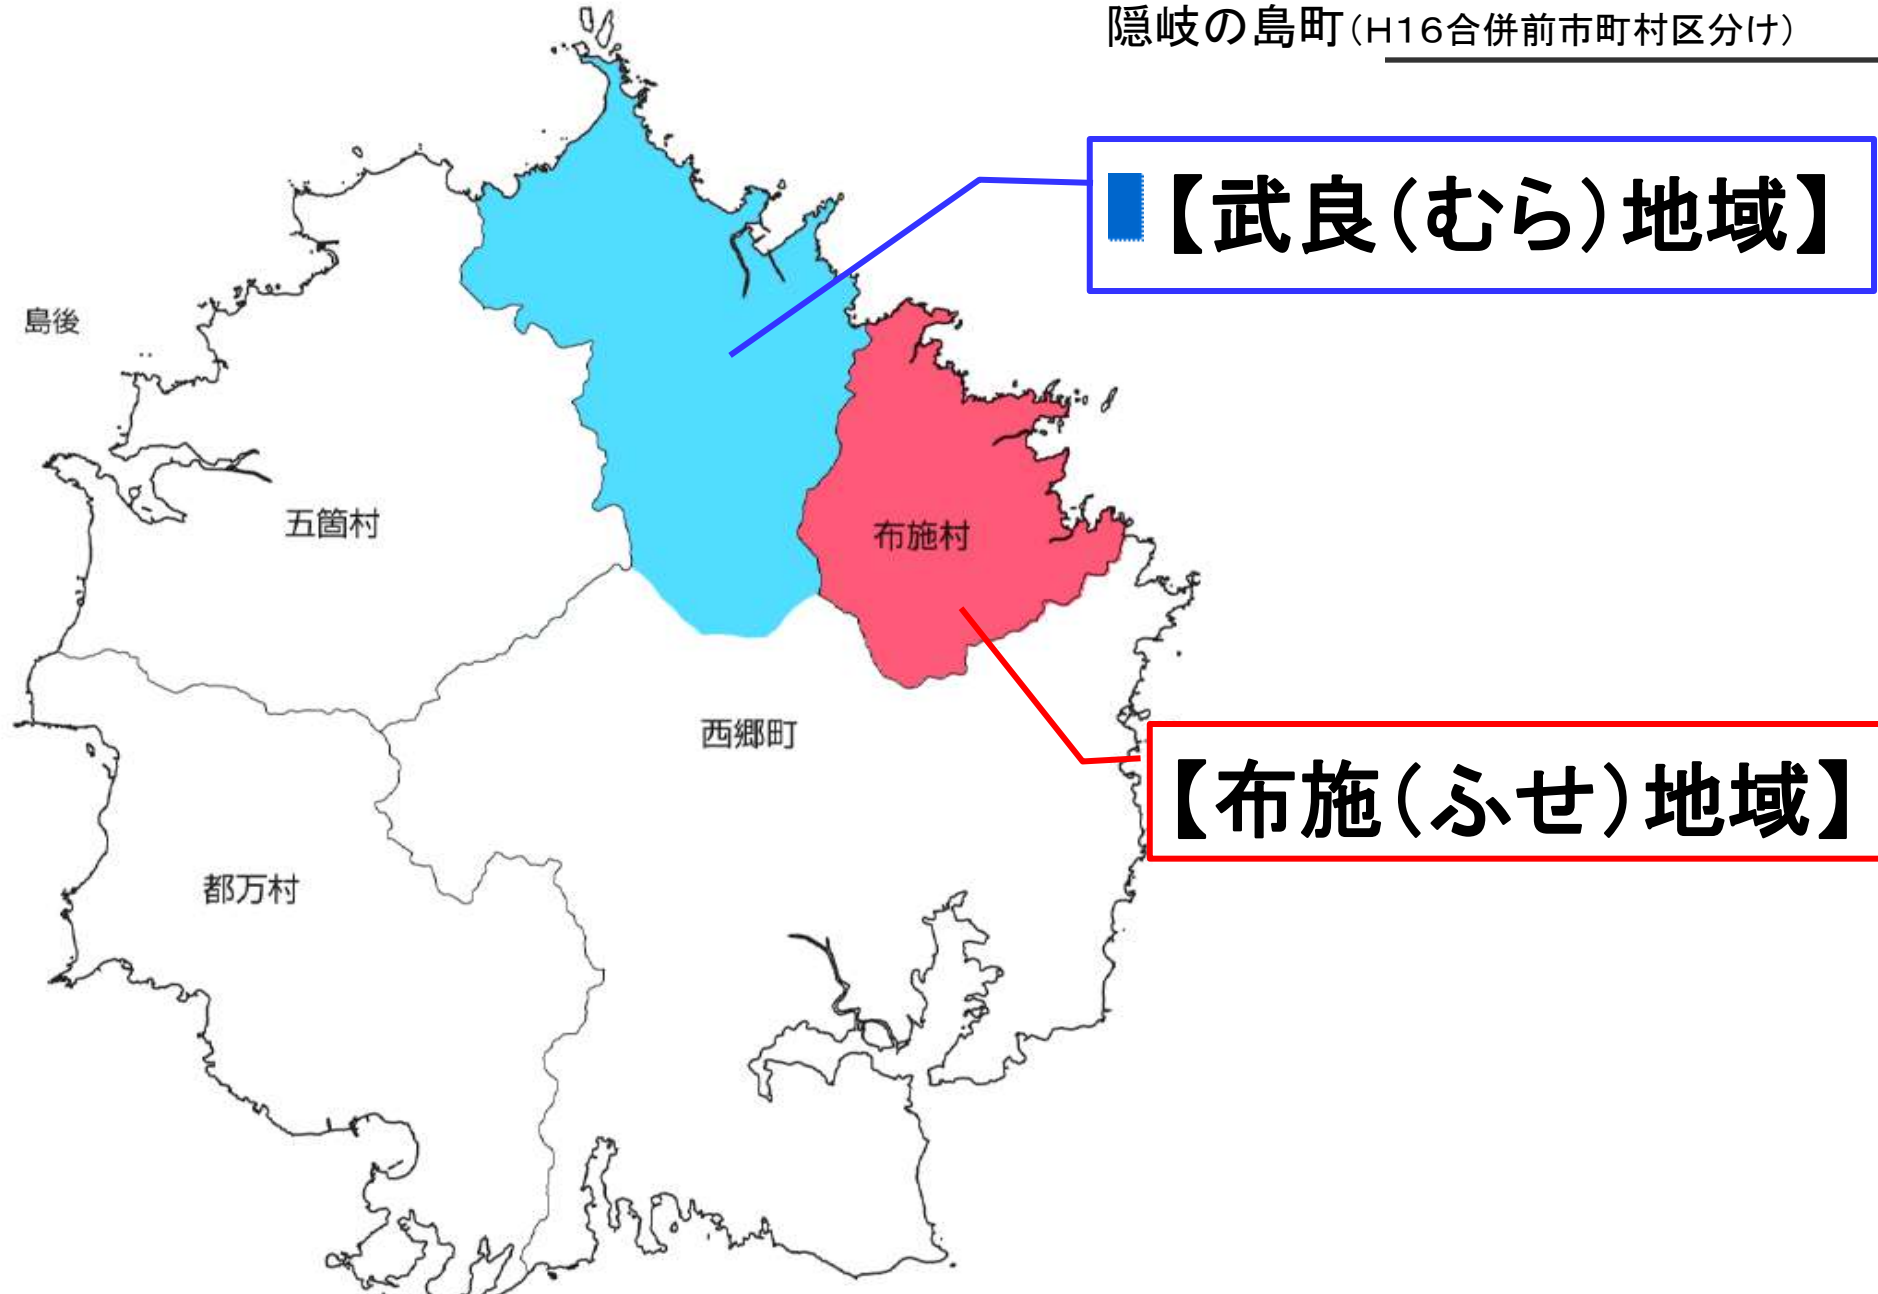 隠岐の島町（H16合併前市町村区分け）
【武良（むら）地域】
島後
五箇村
布施村
西郷町
【布施（ふせ）地域】
都万村